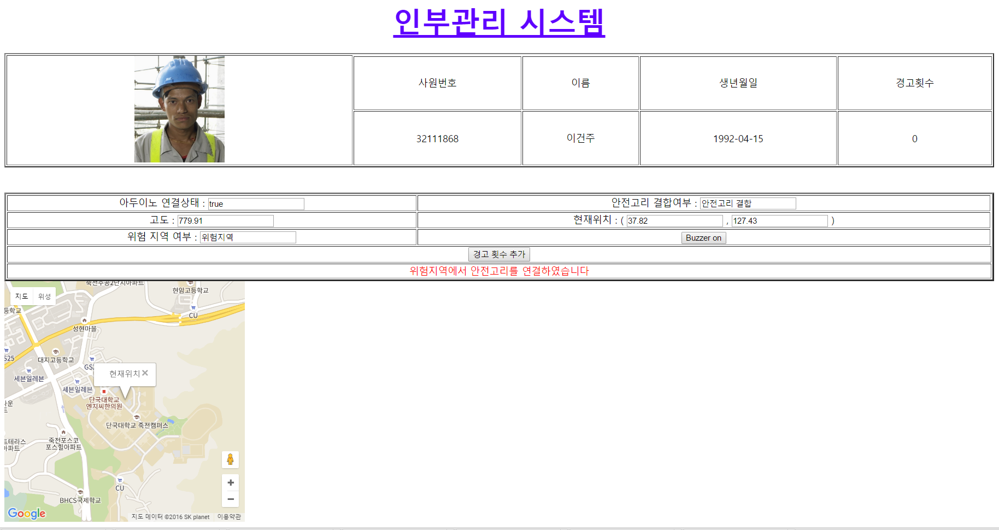 인부관리 시스템
사원번호 이름 생년월일 경고횟수
32111868 이건주 1992-04-15 0
아두이노 연결상태 : true 안전고리 결합여부 : 안전고리 결합
고도 : 779.91 현재위치 : ( 37.82 , 127.43 )
위험 지역 여부 : 위험지역 Buzzer on
경고 횟수 추가
위험지역에서 안전고리를 연결하였습니다
죽전주공2단지아파트
현암고등학교
지도 위성
등학교
CU
성현마을
대지고등학교
GS2
세븐일레븐
현재위치
세븐일레븐
단국대학교
엔지씨한의원
단국대학교 죽전캠퍼스
죽전포스코
포스힐아파트
트테라스
아파트
CU
BHCS국제학교
Google
지도 데이터 ©2016 SK planet 이용약관